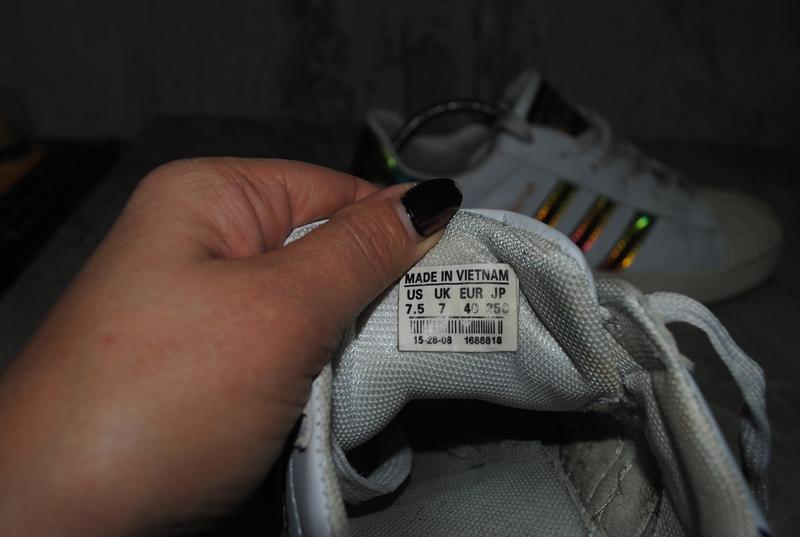 MADE IN VIETNAM
US UK EUR JP
7.5 7 40 250
15-28-08 1686818